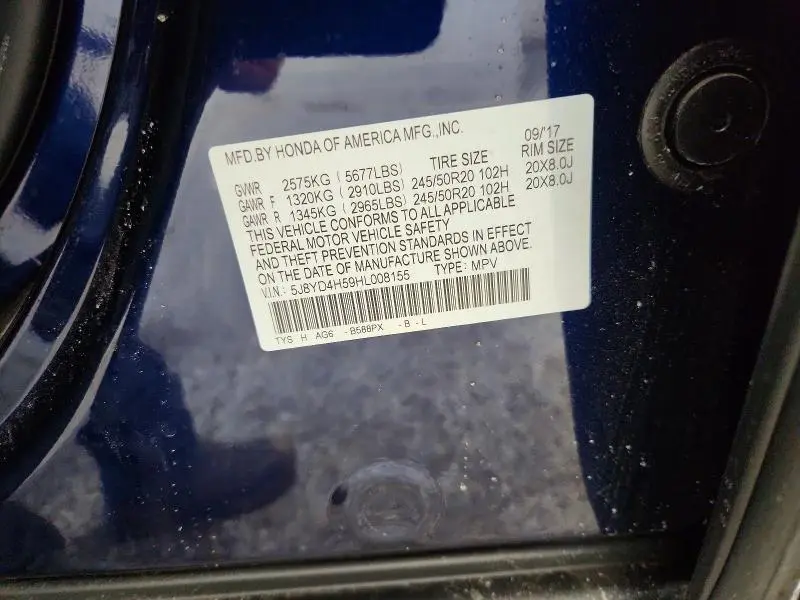 MFD.BY HONDA OF AMERICA MFG.,INC. 09/'17
TIRE SIZE RIM SIZE
GVWR 2575KG ( 5677LBS)
GAWR F 1320KG ( 2910LBS) 245/50R20 102H 20X8.0J
GAWR R 1345KG ( 2965LBS) 245/50R20 102H 20X8.0J
THIS VEHICLE CONFORMS TO ALL APPLICABLE
FEDERAL MOTOR VEHICLE SAFETY
AND THEFT PREVENTION STANDARDS IN EFFECT
ON THE DATE OF MANUFACTURE SHOWN ABOVE.
V.I.N.: 5J8YD4H59HL008155 TYPE: MPV
TYS H AG6 -B588PX -B -L